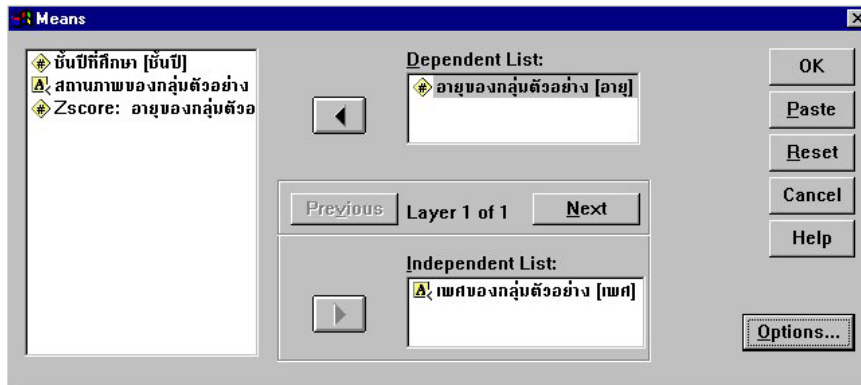 Means
ชั้นปีที่ศึกษา [ชั้นปี]
สถานภาพของกลุ่มตัวอย่าง
Zscore: อายุของกลุ่มตัวอ
Dependent List:
อายุของกลุ่มตัวอย่าง [อายุ]
Previous
Layer 1 of 1
Next
Independent List:
เพศของกลุ่มตัวอย่าง [เพศ]
OK
Paste
Reset
Cancel
Help
Options...